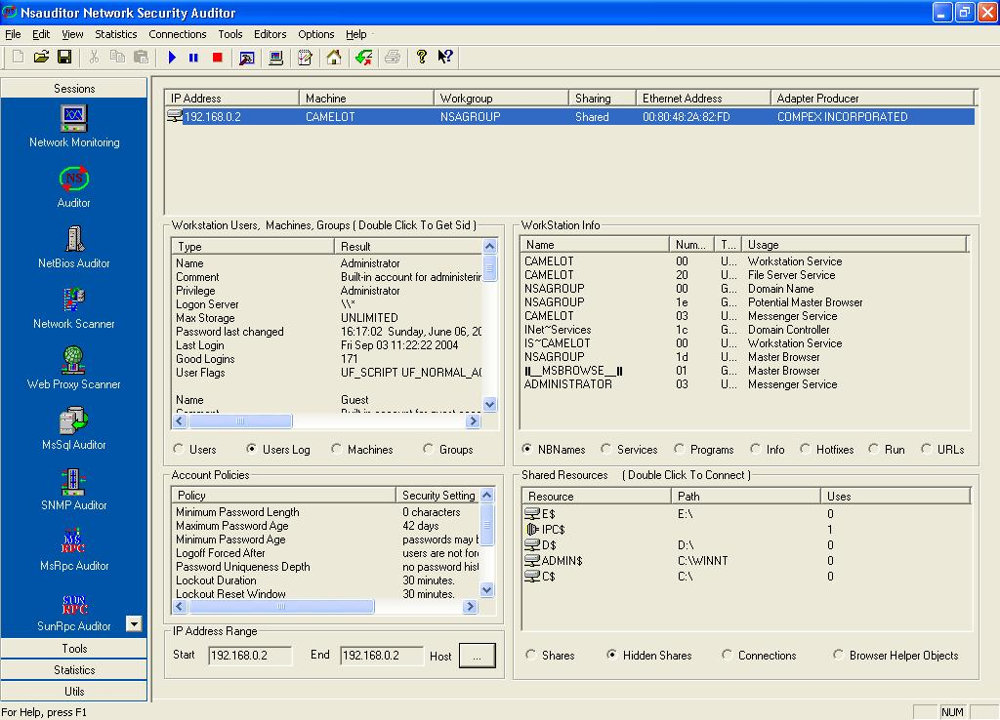 Nsauditor Network Security Auditor
File Edit View Statistics Connections Tools Editors Options Help
Sessions
Network Monitoring
NS
Auditor
NetBios Auditor
Network Scanner
Web Proxy Scanner
MsSql Auditor
SNMP Auditor
MS RPC
MsRpc Auditor
SUN RPC
SunRpc Auditor
Tools
Statistics
Utils
IP Address Machine Workgroup Sharing Ethernet Address Adapter Producer
192.168.0.2 CAMELOT NSAGROUP Shared 00:80:48:2A:82:FD COMPEX INCORPORATED
Workstation Users, Machines, Groups ( Double Click To Get Sid )
Type Result
Name Administrator
Comment Built-in account for administerin
Privilege Administrator
Logon Server \\*
Max Storage UNLIMITED
Password last changed 16:17:02 Sunday, June 06, 20
Last Login Fri Sep 03 11:22:22 2004
Good Logins 171
User Flags UF_SCRIPT UF_NORMAL_AC
Name Guest
Users Users Log Machines Groups
WorkStation Info
Name Num... T... Usage
CAMELOT 00 U... Workstation Service
CAMELOT 20 U... File Server Service
NSAGROUP 00 G... Domain Name
NSAGROUP 1e G... Potential Master Browser
CAMELOT 03 U... Messenger Service
INet~Services 1c G... Domain Controller
IS~CAMELOT 00 U... Workstation Service
NSAGROUP 1d U... Master Browser
__MSBROWSE__ 01 G... Master Browser
ADMINISTRATOR 03 U... Messenger Service
NBNames Services Programs Info Hotfixes Run URLs
Account Policies
Policy Security Setting
Minimum Password Length 0 characters
Maximum Password Age 42 days
Minimum Password Age passwords may b
Logoff Forced After users are not for
Password Uniqueness Depth no password hist
Lockout Duration 30 minutes.
Lockout Reset Window 30 minutes.
IP Address Range
Start 192.168.0.2 End 192.168.0.2 Host ...
Shared Resources ( Double Click To Connect )
Resource Path Uses
E$ E:\ 0
IPC$ 1
D$ D:\ 0
ADMIN$ C:\WINNT 0
C$ C:\ 0
Shares Hidden Shares Connections Browser Helper Objects
For Help, press F1
NUM